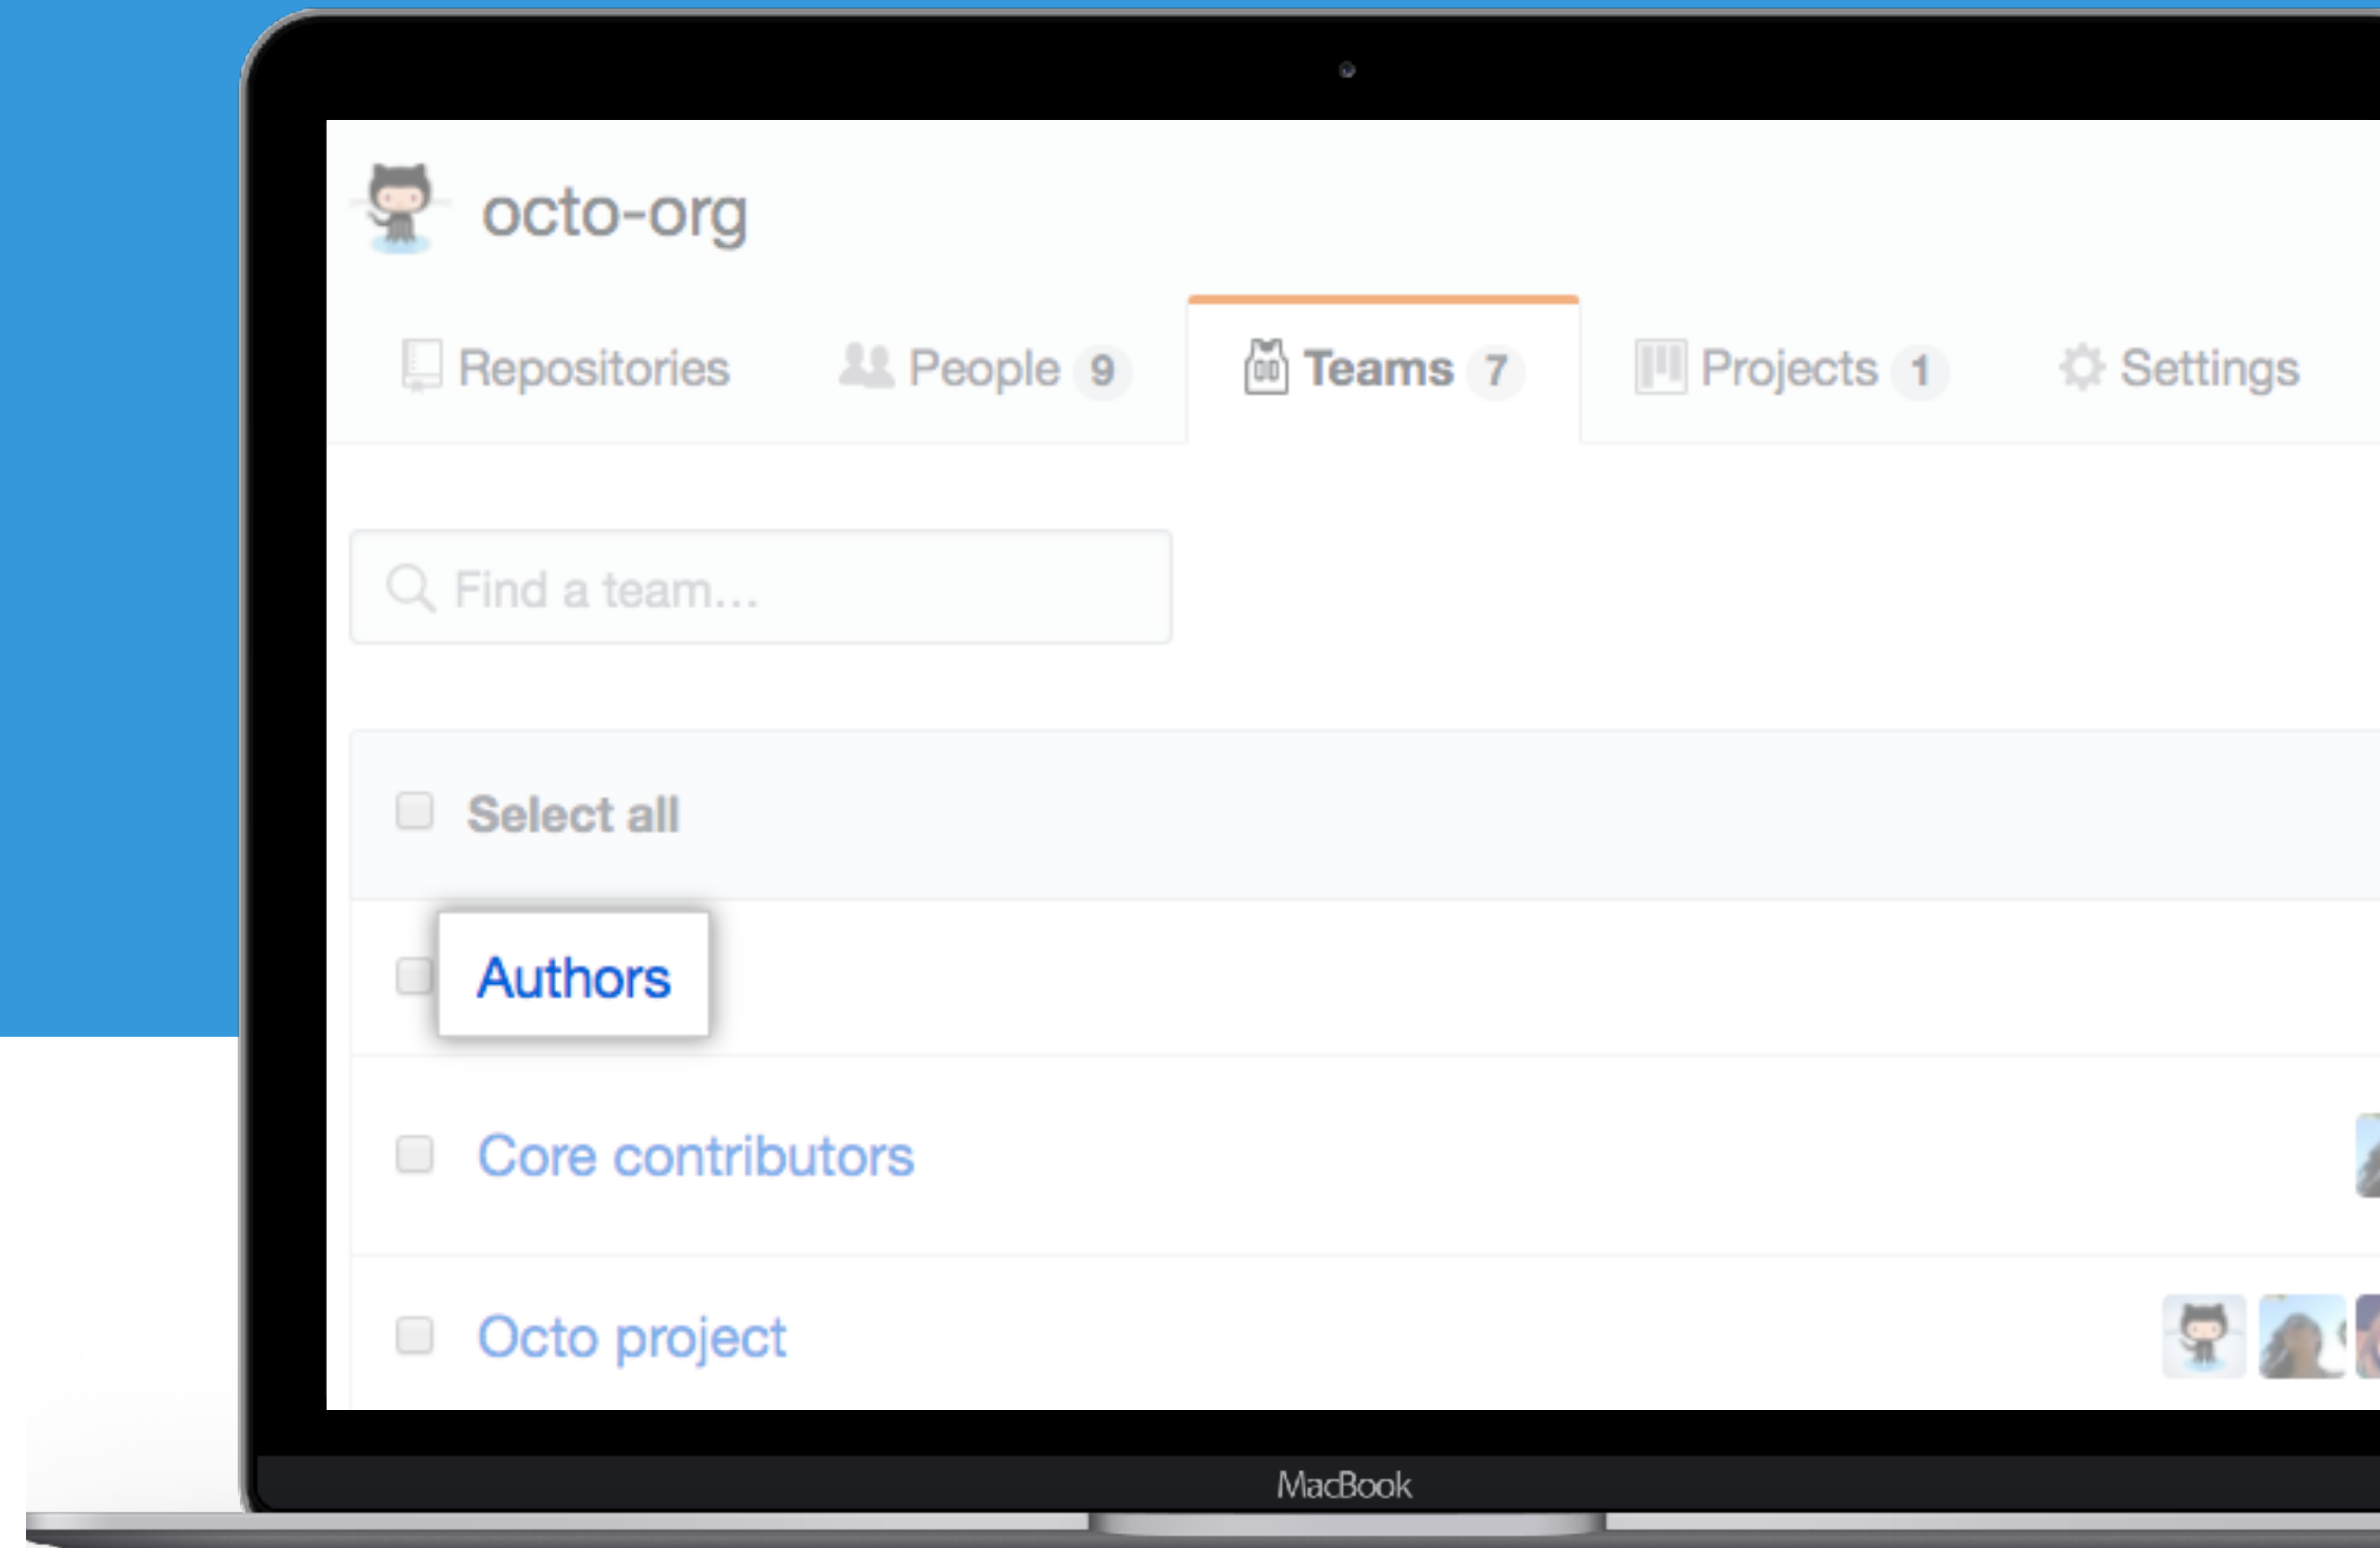 octo-org
Repositories People 9 Teams 7 Projects 1 Settings
Find a team...
Select all
Authors
Core contributors
Octo project
MacBook